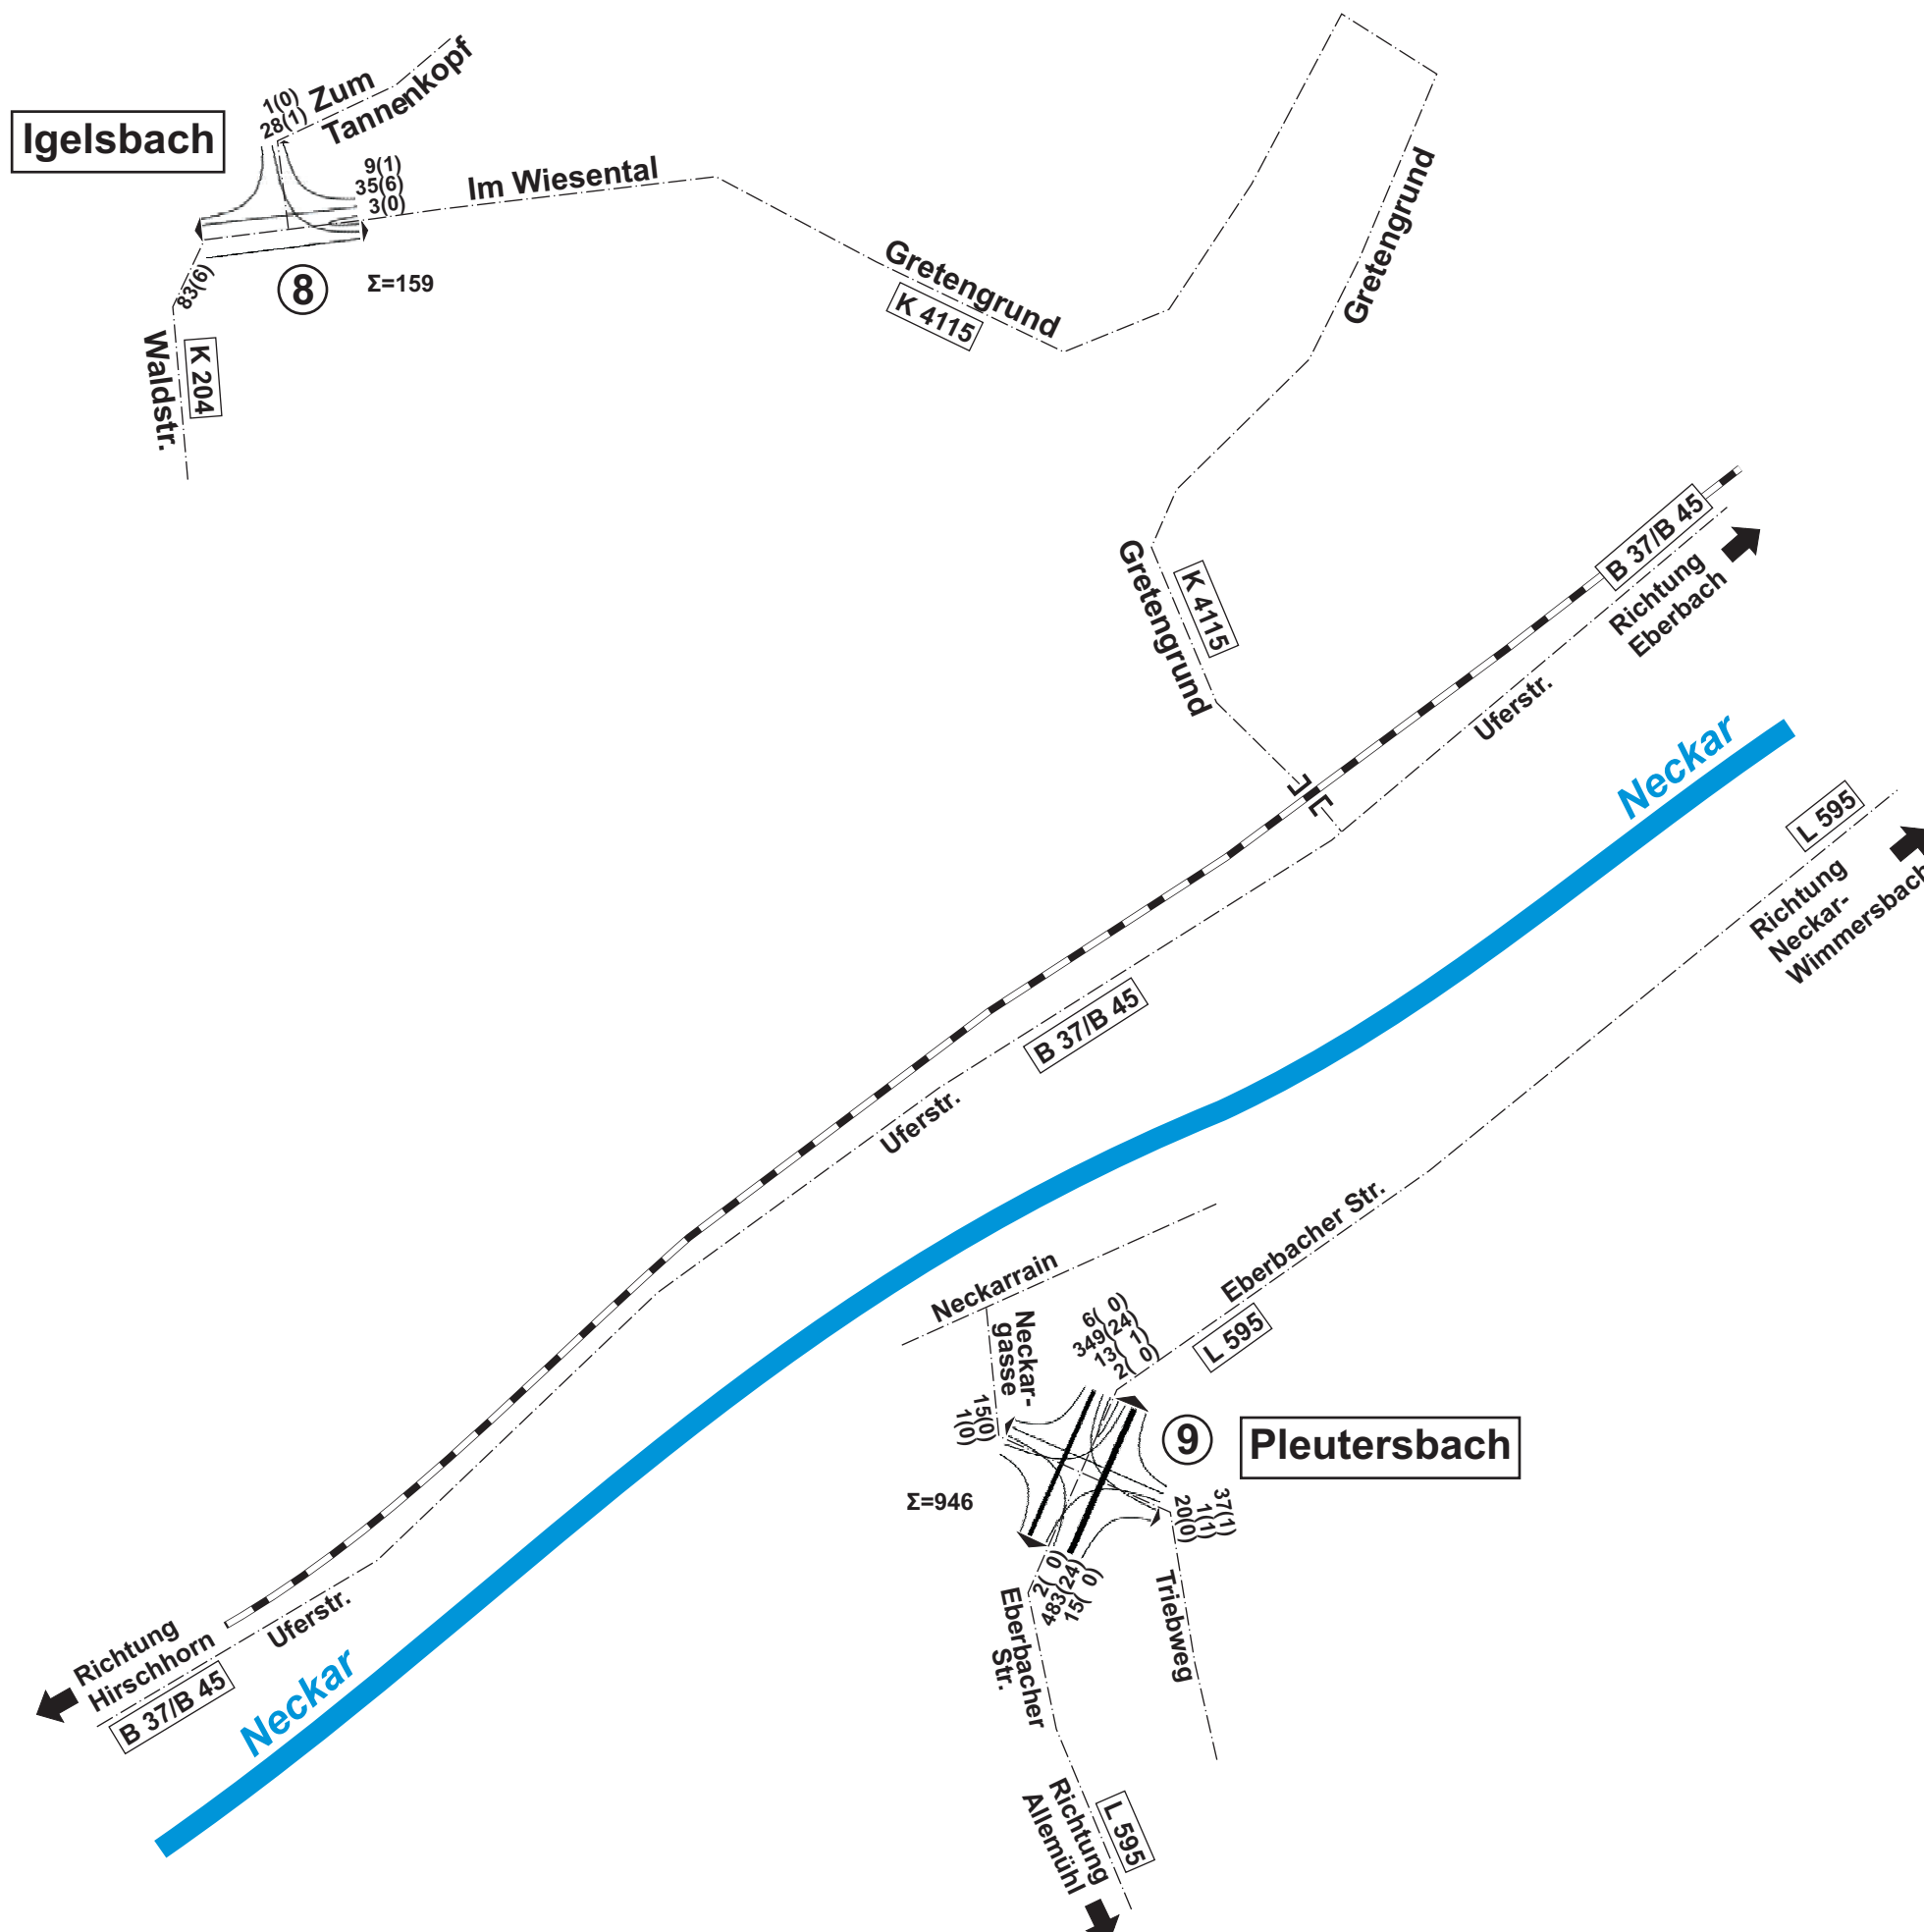 Igelsbach
1(0)
28(1)
Zum
Tannenkopf
9(1)
35(6)
3(0)
Im Wiesental
83(6)
8
Σ=159
Waldstr.
K 204
Gretengrund
K 4115
Gretengrund
Gretengrund
K 4115
B 37/B 45
Richtung
Eberbach
Uferstr.
Neckar
L 595
Richtung
Neckar-
Wimmersbach
B 37/B 45
Uferstr.
Eberbacher Str.
L 595
Neckarrain
Neckar-
gasse
6( 0)
349(24)
13( 1)
2( 0)
15(0)
1(0)
9
Pleutersbach
Σ=946
37(1)
1(1)
20(0)
2( 0)
483(24)
15( 0)
Eberbacher
Str.
Triebweg
Uferstr.
Richtung
Hirschhorn
B 37/B 45
Neckar
Richtung
Allemühl
L 595